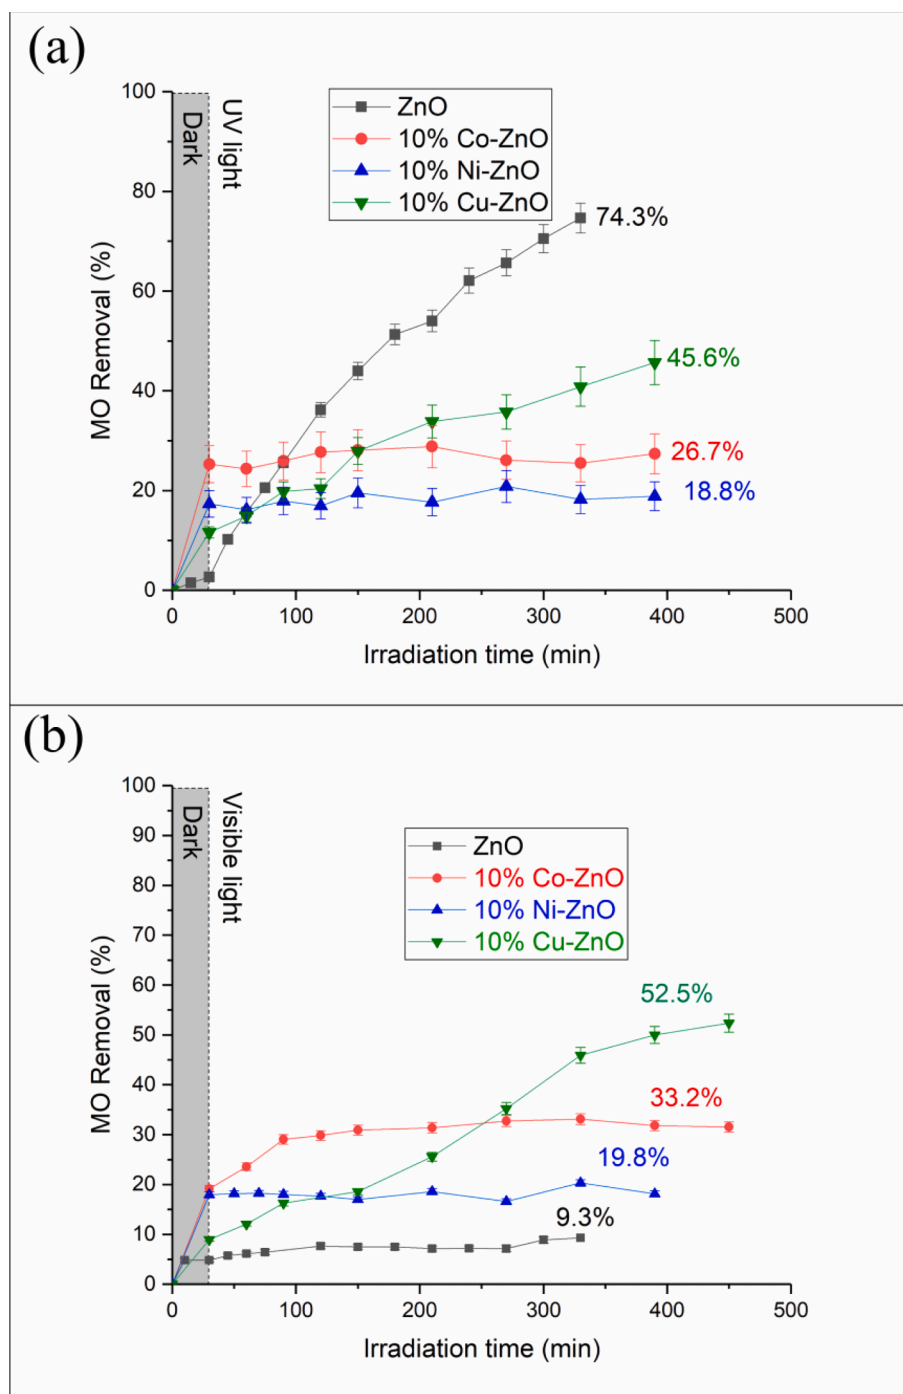 (a)
100
80
60
40
20
0
MO Removal (%)
Dark
UV light
ZnO
10% Co-ZnO
10% Ni-ZnO
10% Cu-ZnO
74.3%
45.6%
26.7%
18.8%
0 100 200 300 400 500
Irradiation time (min)
(b)
100
90
80
70
60
50
40
30
20
10
0
MO Removal (%)
Dark
Visible light
ZnO
10% Co-ZnO
10% Ni-ZnO
10% Cu-ZnO
52.5%
33.2%
19.8%
9.3%
0 100 200 300 400 500
Irradiation time (min)